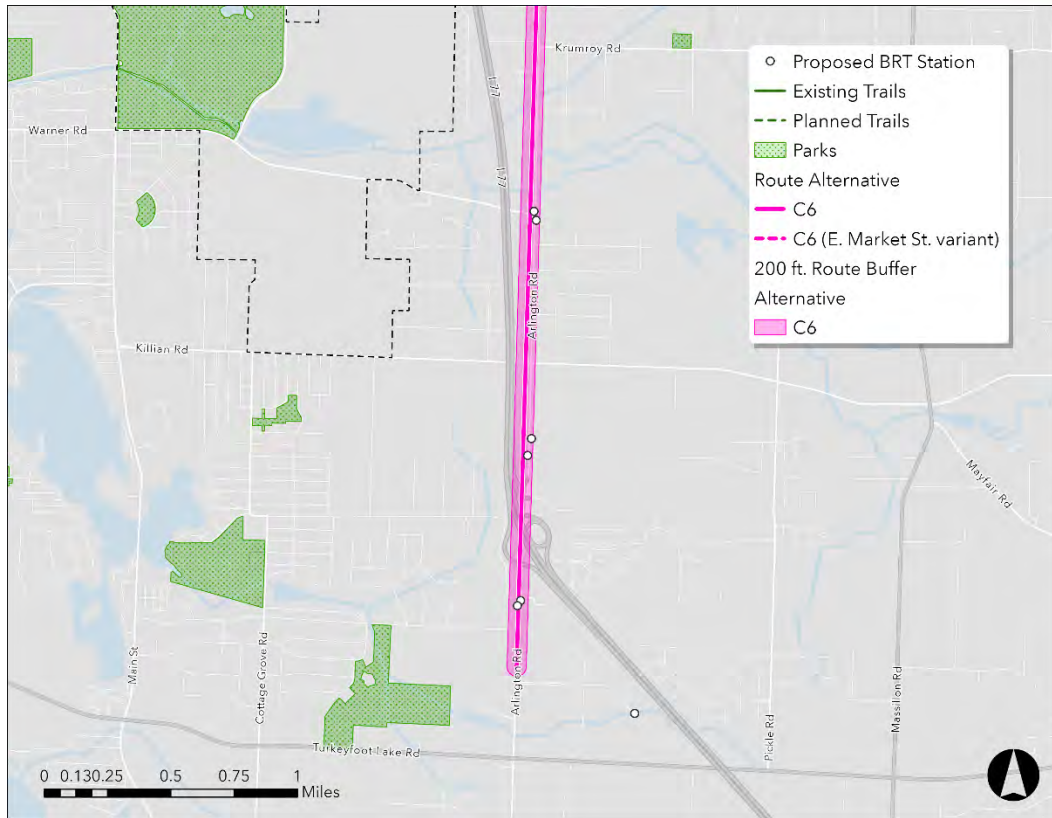 Krumroy Rd
I 77
Warner Rd
I 77
Arlington Rd
Killian Rd
Mayfair Rd
Main St
Cottage Grove Rd
Arlington Rd
Pickle Rd
Massillon Rd
Turkeyfoot Lake Rd
Proposed BRT Station
Existing Trails
Planned Trails
Parks
Route Alternative
C6
C6 (E. Market St. variant)
200 ft. Route Buffer
Alternative
C6
0 0.130.25 0.5 0.75 1
Miles